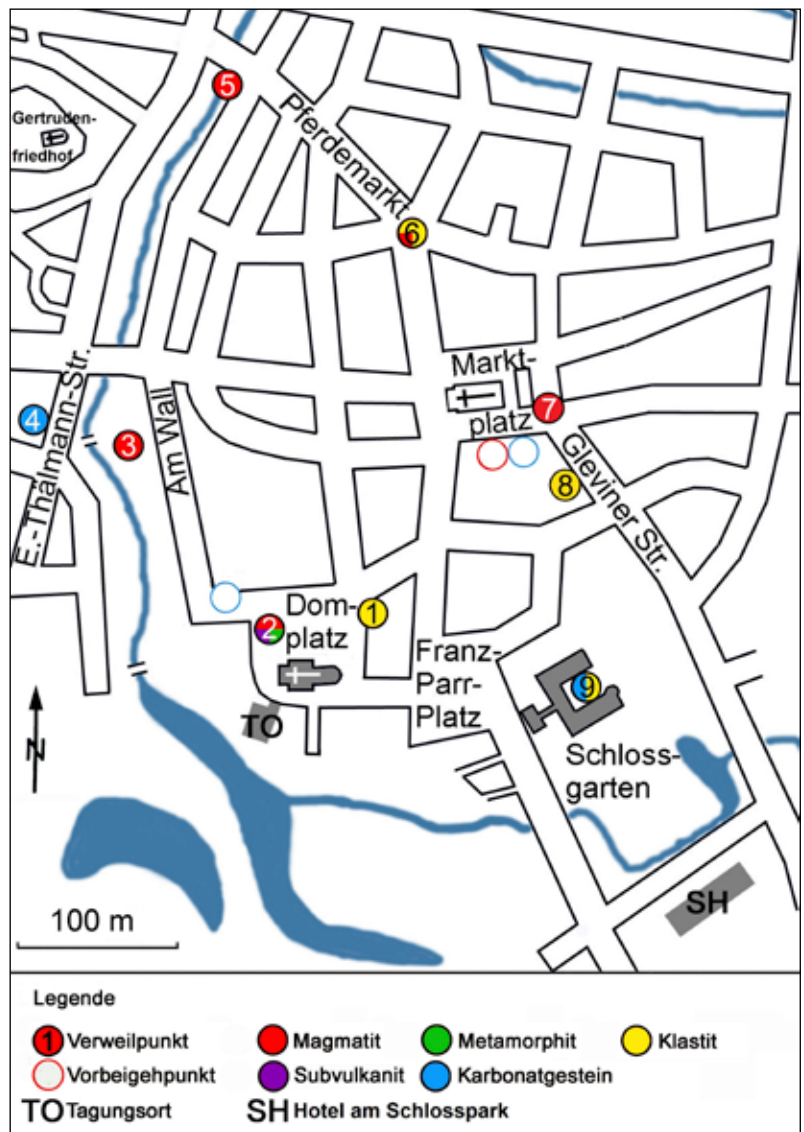 5
Gertruden-
friedhof
Pferdemarkt
6
Markt-
platz
7
4
E.-Thälmann-Str.
3
Am Wall
8
Gleviner Str.
1
2
Dom-
platz
Franz-
Parr-
Platz
9
N
TO
Schloss-
garten
SH
100 m
Legende
1 Verweilpunkt
Magmatit
Metamorphit
Klastit
Vorbeigehpunkt
Subvulkanit
Karbonatgestein
TO Tagungsort
SH Hotel am Schlosspark